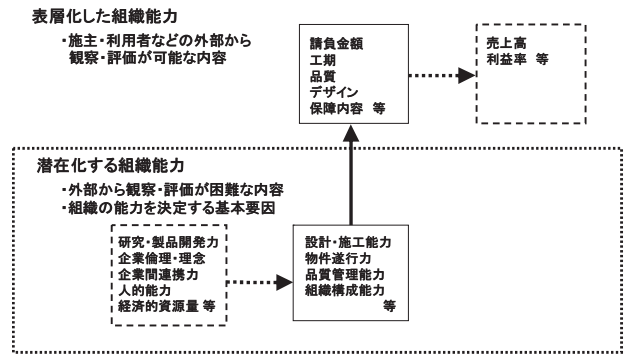 表層化した組織能力
・施主・利用者などの外部から
観察・評価が可能な内容
請負金額
工期
品質
デザイン
保障内容 等
売上高
利益率 等
潜在化する組織能力
・外部から観察・評価が困難な内容
・組織の能力を決定する基本要因
研究・製品開発力
企業倫理・理念
企業間連携力
人的能力
経済的資源量 等
設計・施工能力
物件遂行力
品質管理能力
組織構成能力
等